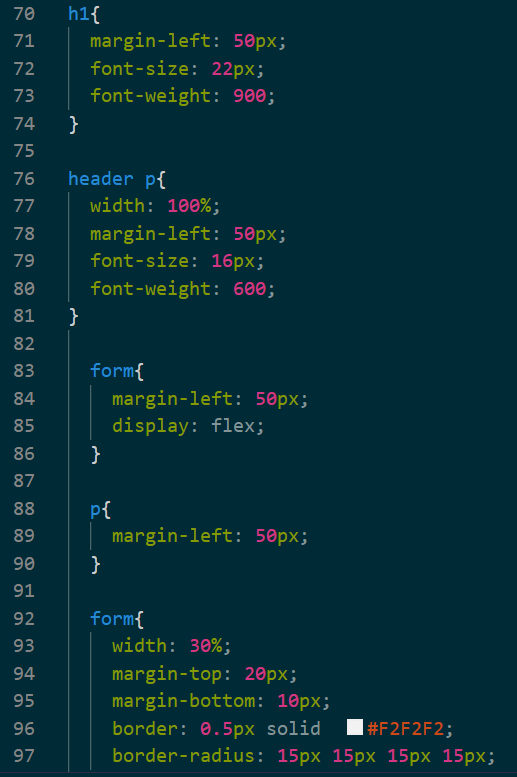 70 h1{
71 margin-left: 50px;
72 font-size: 22px;
73 font-weight: 900;
74 }
75
76 header p{
77 width: 100%;
78 margin-left: 50px;
79 font-size: 16px;
80 font-weight: 600;
81 }
82
83 form{
84 margin-left: 50px;
85 display: flex;
86 }
87
88 p{
89 margin-left: 50px;
90 }
91
92 form{
93 width: 30%;
94 margin-top: 20px;
95 margin-bottom: 10px;
96 border: 0.5px solid #F2F2F2;
97 border-radius: 15px 15px 15px 15px;